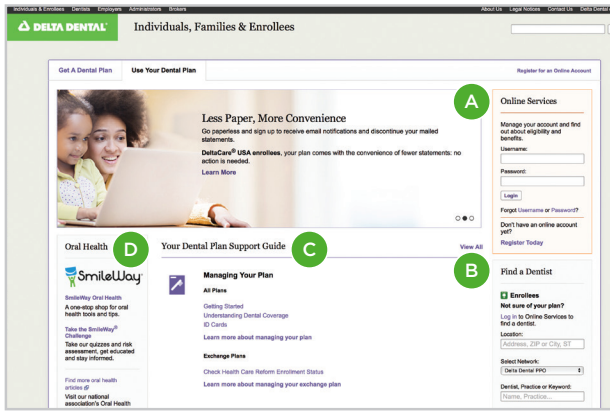 Individuals & Enrollees Dentists Employers Administrators Brokers
About Us Legal Notices Contact Us Delta Dental
DELTA DENTAL®
Individuals, Families & Enrollees
Get A Dental Plan
Use Your Dental Plan
Register for an Online Account
Less Paper, More Convenience
Go paperless and sign up to receive email notifications and discontinue your mailed
statements.
DeltaCare® USA enrollees, your plan comes with the convenience of fewer statements: no
action is needed.
Learn More
A
Online Services
Manage your account and find
out about eligibility and
benefits.
Username:
Password:
Login
Forgot Username or Password?
Don't have an online account
yet?
Register Today
Oral Health
D
SmileWay
SmileWay Oral Health
A one-stop shop for oral
health tools and tips.
Take the SmileWay®
Challenge
Take our quizzes and risk
assessment, get educated
and stay informed.
Find more oral health
articles
Visit our national
association's Oral Health
Your Dental Plan Support Guide
C
View All
Managing Your Plan
All Plans
Getting Started
Understanding Dental Coverage
ID Cards
Learn more about managing your plan
Exchange Plans
Check Health Care Reform Enrollment Status
Learn more about managing your exchange plan
B
Find a Dentist
Enrollees
Not sure of your plan?
Log in to Online Services to
find a dentist.
Location:
Address, ZIP or City, ST
Select Network:
Delta Dental PPO
Dentist, Practice or Keyword:
Name, Practice...